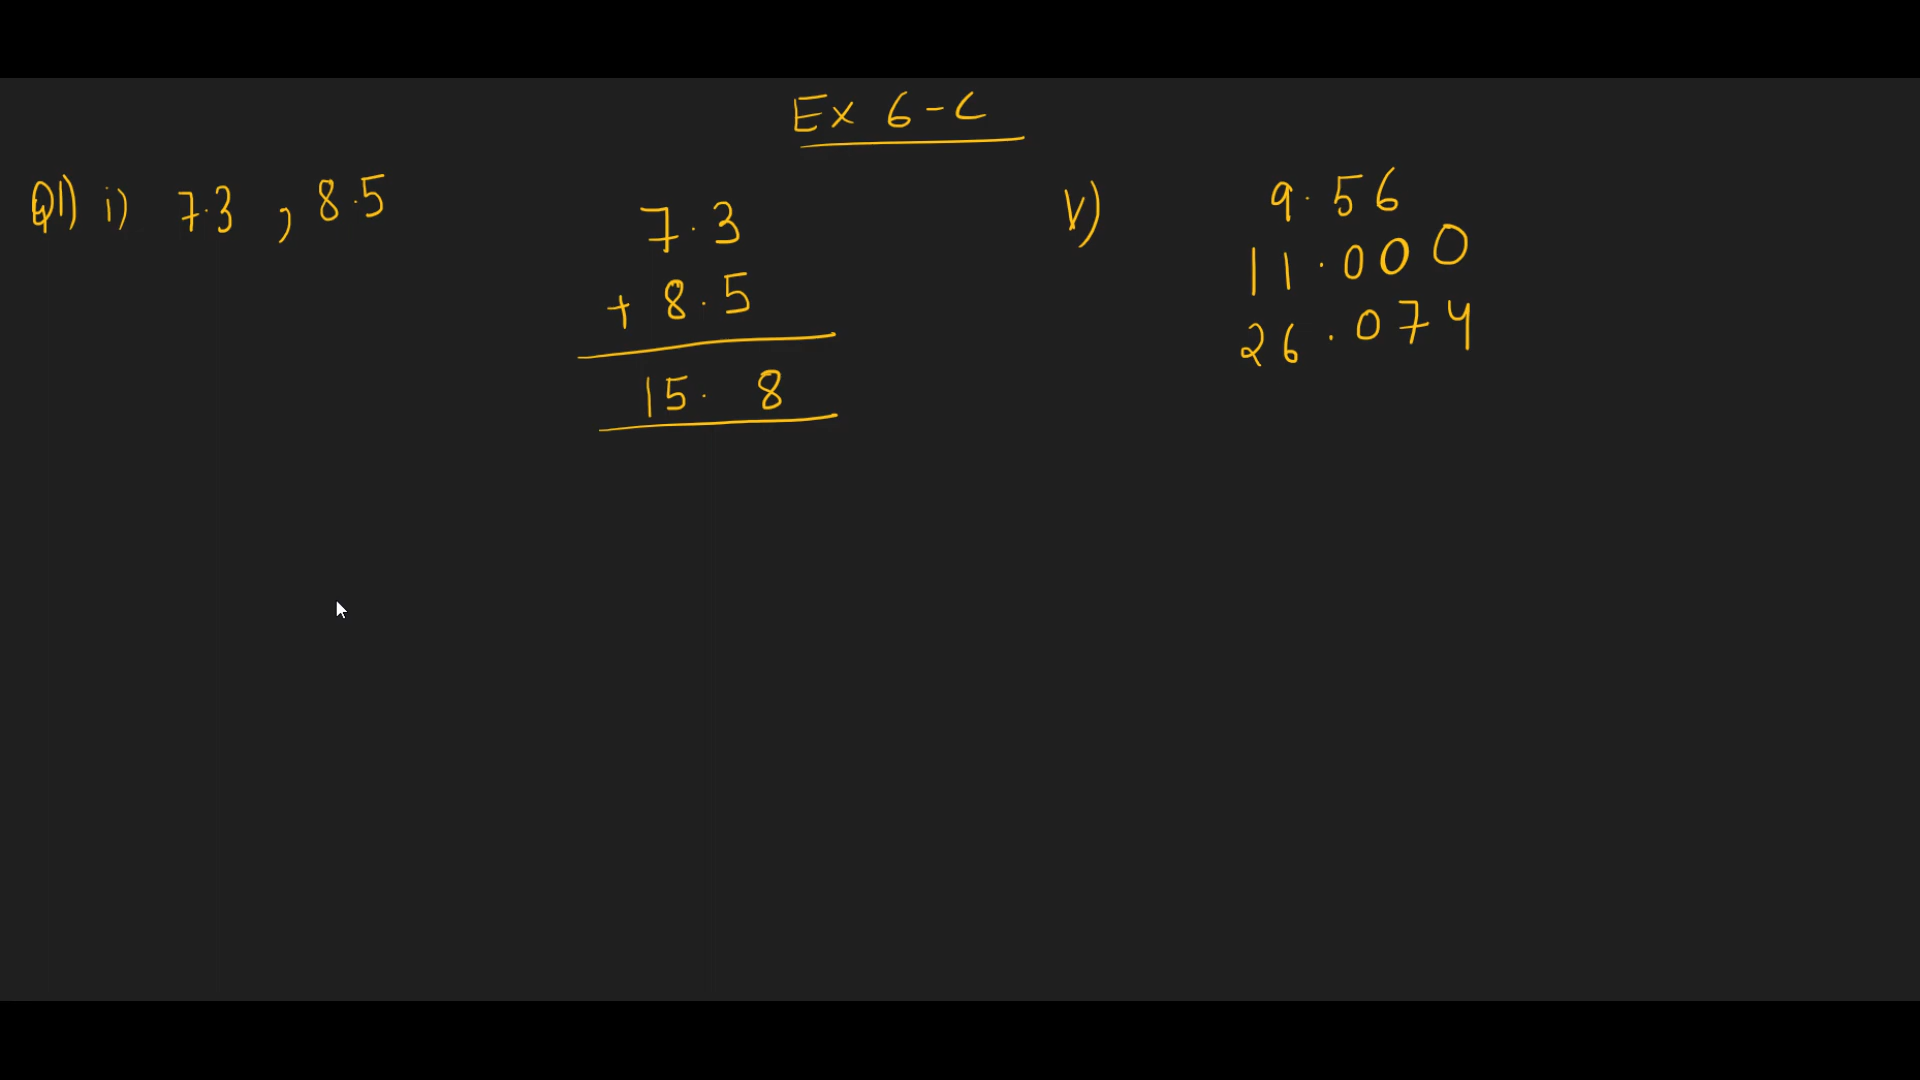 Ex 6-C
Q1) i) 7.3 , 8.5
7.3
+ 8.5
15. 8
V)
9.56
11.000
26.074